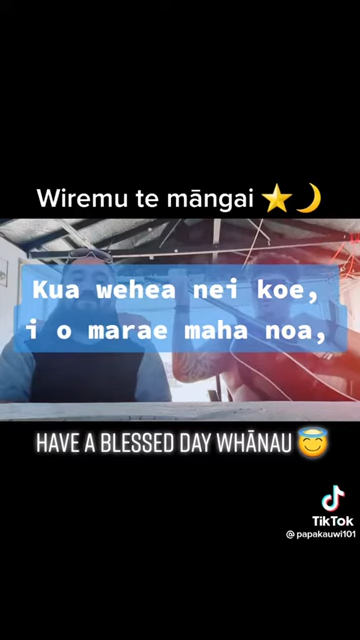 Wiremu te māngai ⭐🌙
Kua wehea nei koe,
i o marae maha noa,
HAVE A BLESSED DAY WHĀNAU 😇
TikTok
@papakauwi101